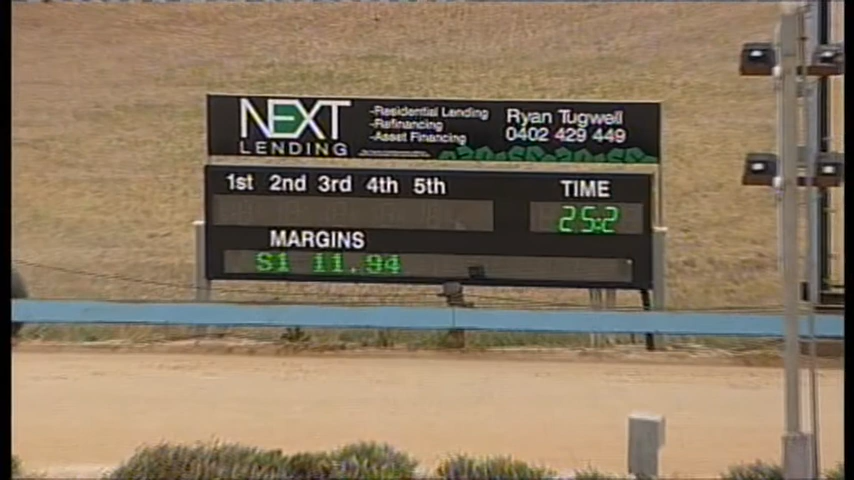 NEXT
LENDING
-Residential Lending
-Refinancing
-Asset Financing
Ryan Tugwell
0402 429 449
1st 2nd 3rd 4th 5th
TIME
25:2
MARGINS
S1 11.94